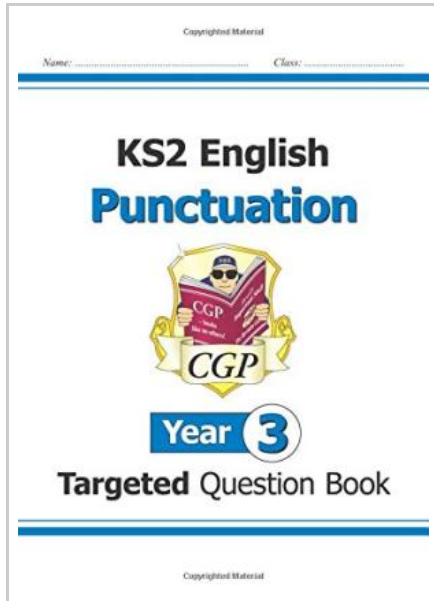 Copyrighted Material
Name: ........................................................ Class: ................................
KS2 English
Punctuation
CGP
CGP
Year 3
Targeted Question Book
Copyrighted Material